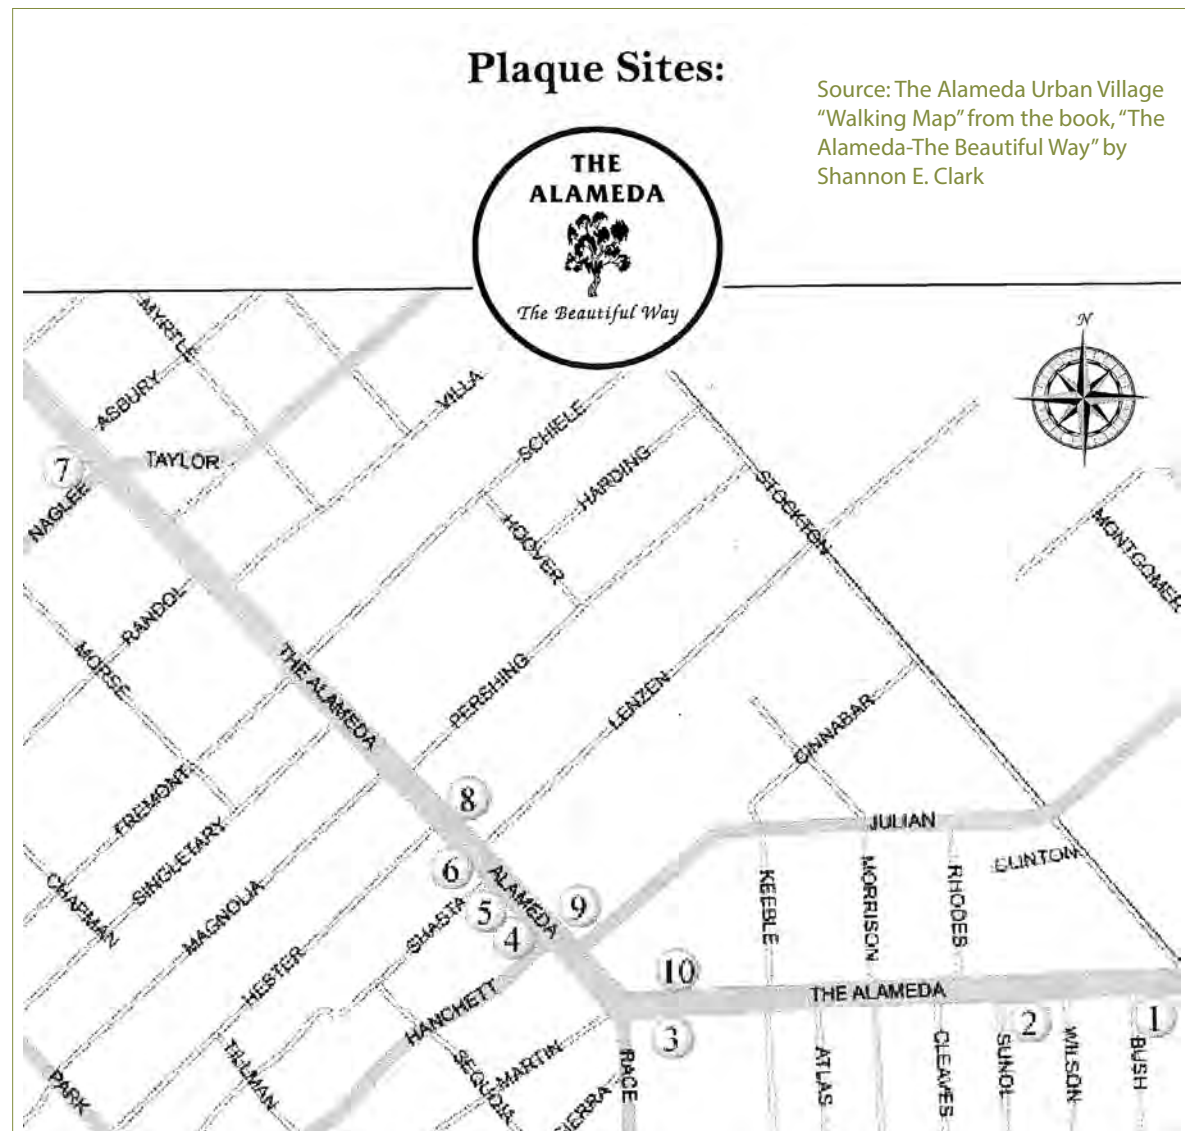 Plaque Sites:
Source: The Alameda Urban Village
“Walking Map” from the book, “The
Alameda-The Beautiful Way” by
Shannon E. Clark
THE
ALAMEDA
The Beautiful Way
N
MYRTLE
ASBURY
VILLA
TAYLOR
7
NAGLEE
SCHIELE
HARDING
HOOVER
STOCKTON
MONTGOMER
RANDOL
MORSE
THE ALAMEDA
PERSHING
LENZEN
CINNABAR
FREMONT
8
JULIAN
SINGLETARY
CHAPMAN
MAGNOLIA
6
ALAMEDA
SHASTA
5
4
9
KEEBLE
MORRISON
RHODES
CLINTON
HESTER
HANCHETT
10
THE ALAMEDA
3
2
1
PARK
TILLMAN
SEQUOIA
MARTIN
IERRA
RACE
ATLAS
CLEAVES
SUNOL
WILSON
BUSH